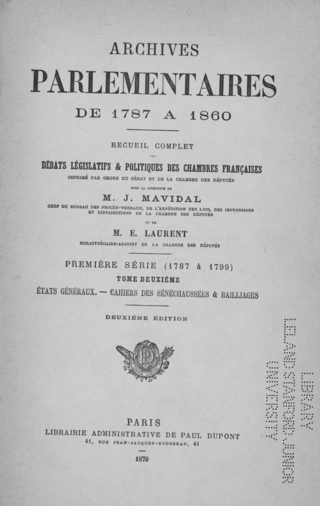 ARCHIVES
PARLEMENTAIRES
DE 1787 A 1860
RECUEIL COMPLET
DES
DÉBATS LÉGISLATIFS & POLITIQUES DES CHAMBRES FRANÇAISES
IMPRIMÉ PAR ORDRE DU SÉNAT ET DE LA CHAMBRE DES DÉPUTÉS
SOUS LA DIRECTION DE
M. J. MAVIDAL
CHEF DU BUREAU DES PROCÈS-VERBAUX, DE L'EXPÉDITION DES LOIS, DES IMPRESSIONS
ET DISTRIBUTIONS DE LA CHAMBRE DES DÉPUTÉS
ET DE
M. E. LAURENT
BIBLIOTHÉCAIRE-ADJOINT DE LA CHAMBRE DES DÉPUTÉS
PREMIÈRE SÉRIE (1787 à 1799)
TOME DEUXIÈME
ÉTATS GÉNÉRAUX. — CAHIERS DES SÉNÉCHAUSSÉES & BAILLIAGES
DEUXIÈME ÉDITION
PD
PARIS
LIBRAIRIE ADMINISTRATIVE DE PAUL DUPONT
41, RUE JEAN-JACQUES-ROUSSEAU, 41
1879
LIBRARY
LELAND STANFORD JUNIOR
UNIVERSITY